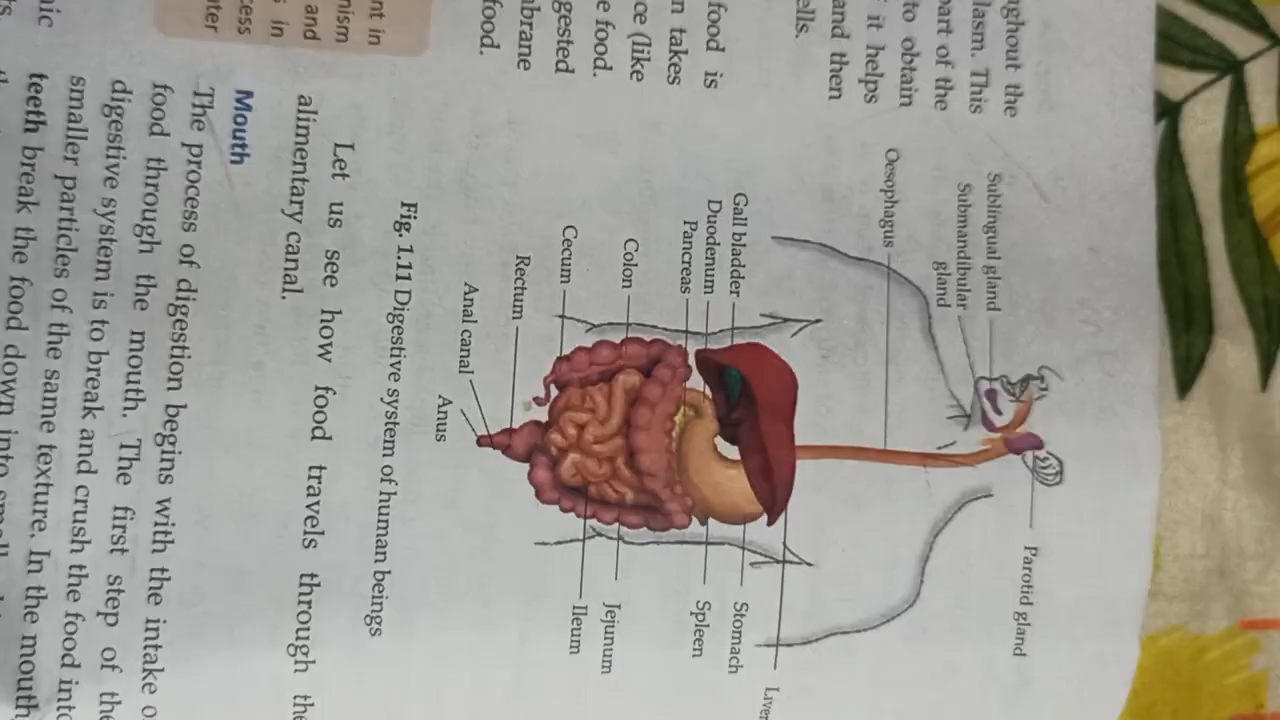 ughout the
lasm. This
part of the
to obtain
it helps
and then
ells.
food is
n takes
ce (like
e food.
gested
brane
food.
nt in
nism
and
s in
cess
ater
nic
Sublingual gland
Submandibular
gland
Oesophagus
Gall bladder
Duodenum
Pancreas
Colon
Cecum
Rectum
Anal canal
Anus
Parotid gland
Liver
Stomach
Spleen
Jejunum
Ileum
Fig. 1.11 Digestive system of human beings
Let us see how food travels through the
alimentary canal.
Mouth
The process of digestion begins with the intake o
food through the mouth. The first step of the
digestive system is to break and crush the food into
smaller particles of the same texture. In the mouth,
teeth break the food down into small